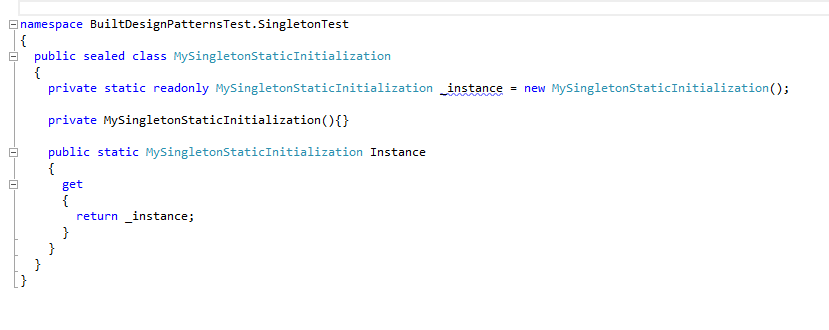 namespace BuiltDesignPatternsTest.SingletonTest
{
public sealed class MySingletonStaticInitialization
{
private static readonly MySingletonStaticInitialization _instance = new MySingletonStaticInitialization();
private MySingletonStaticInitialization(){}
public static MySingletonStaticInitialization Instance
{
get
{
return _instance;
}
}
}
}